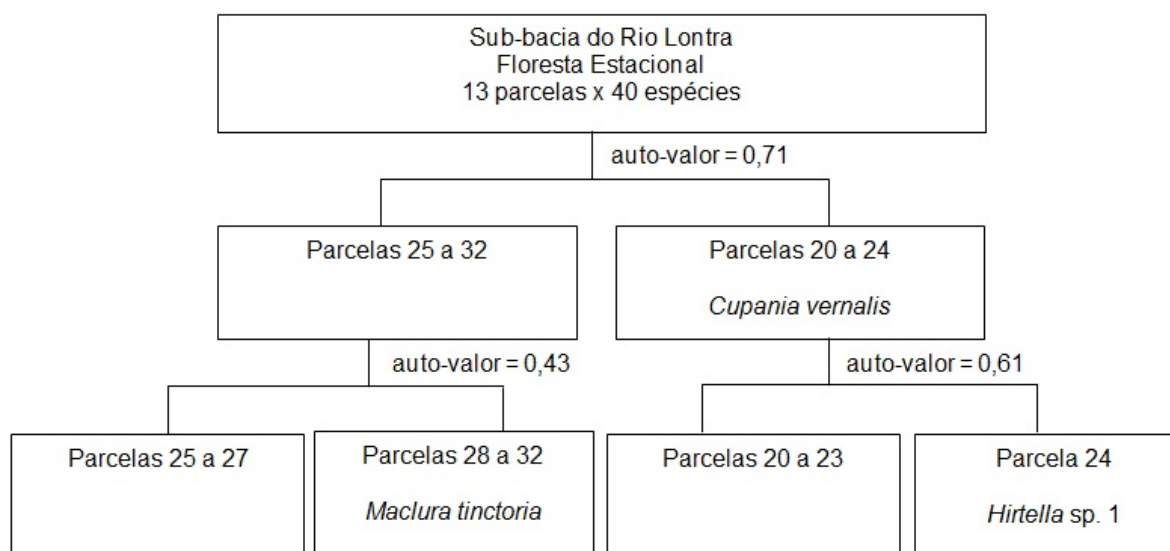 Sub-bacia do Rio Lontra
Floresta Estacional
13 parcelas x 40 espécies
auto-valor = 0,71
Parcelas 25 a 32
Parcelas 20 a 24
Cupania vernalis
auto-valor = 0,43
auto-valor = 0,61
Parcelas 25 a 27
Parcelas 28 a 32
Maclura tinctoria
Parcelas 20 a 23
Parcela 24
Hirtella sp. 1